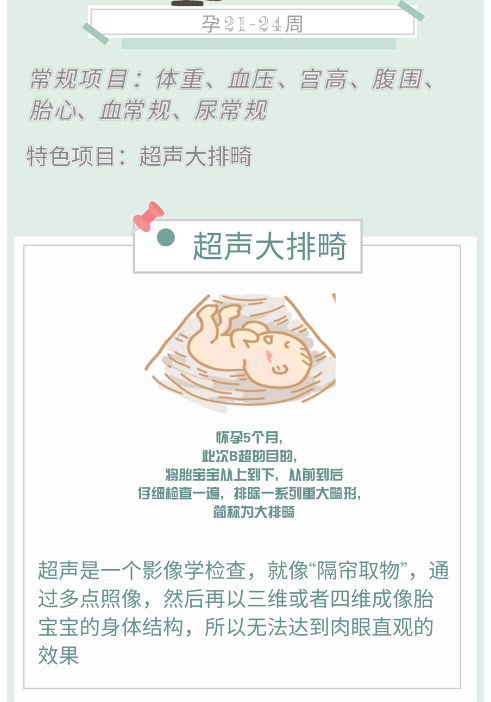 孕21-24周
常规项目：体重、血压、宫高、腹围、
胎心、血常规、尿常规
特色项目：超声大排畸
超声大排畸
怀孕5个月，
此次B超的目的，
将胎宝宝从上到下，从前到后
仔细检查一遍，排除一系列重大畸形，
简称为大排畸
超声是一个影像学检查，就像“隔帘取物”，通
过多点照像，然后再以三维或者四维成像胎
宝宝的身体结构，所以无法达到肉眼直观的
效果